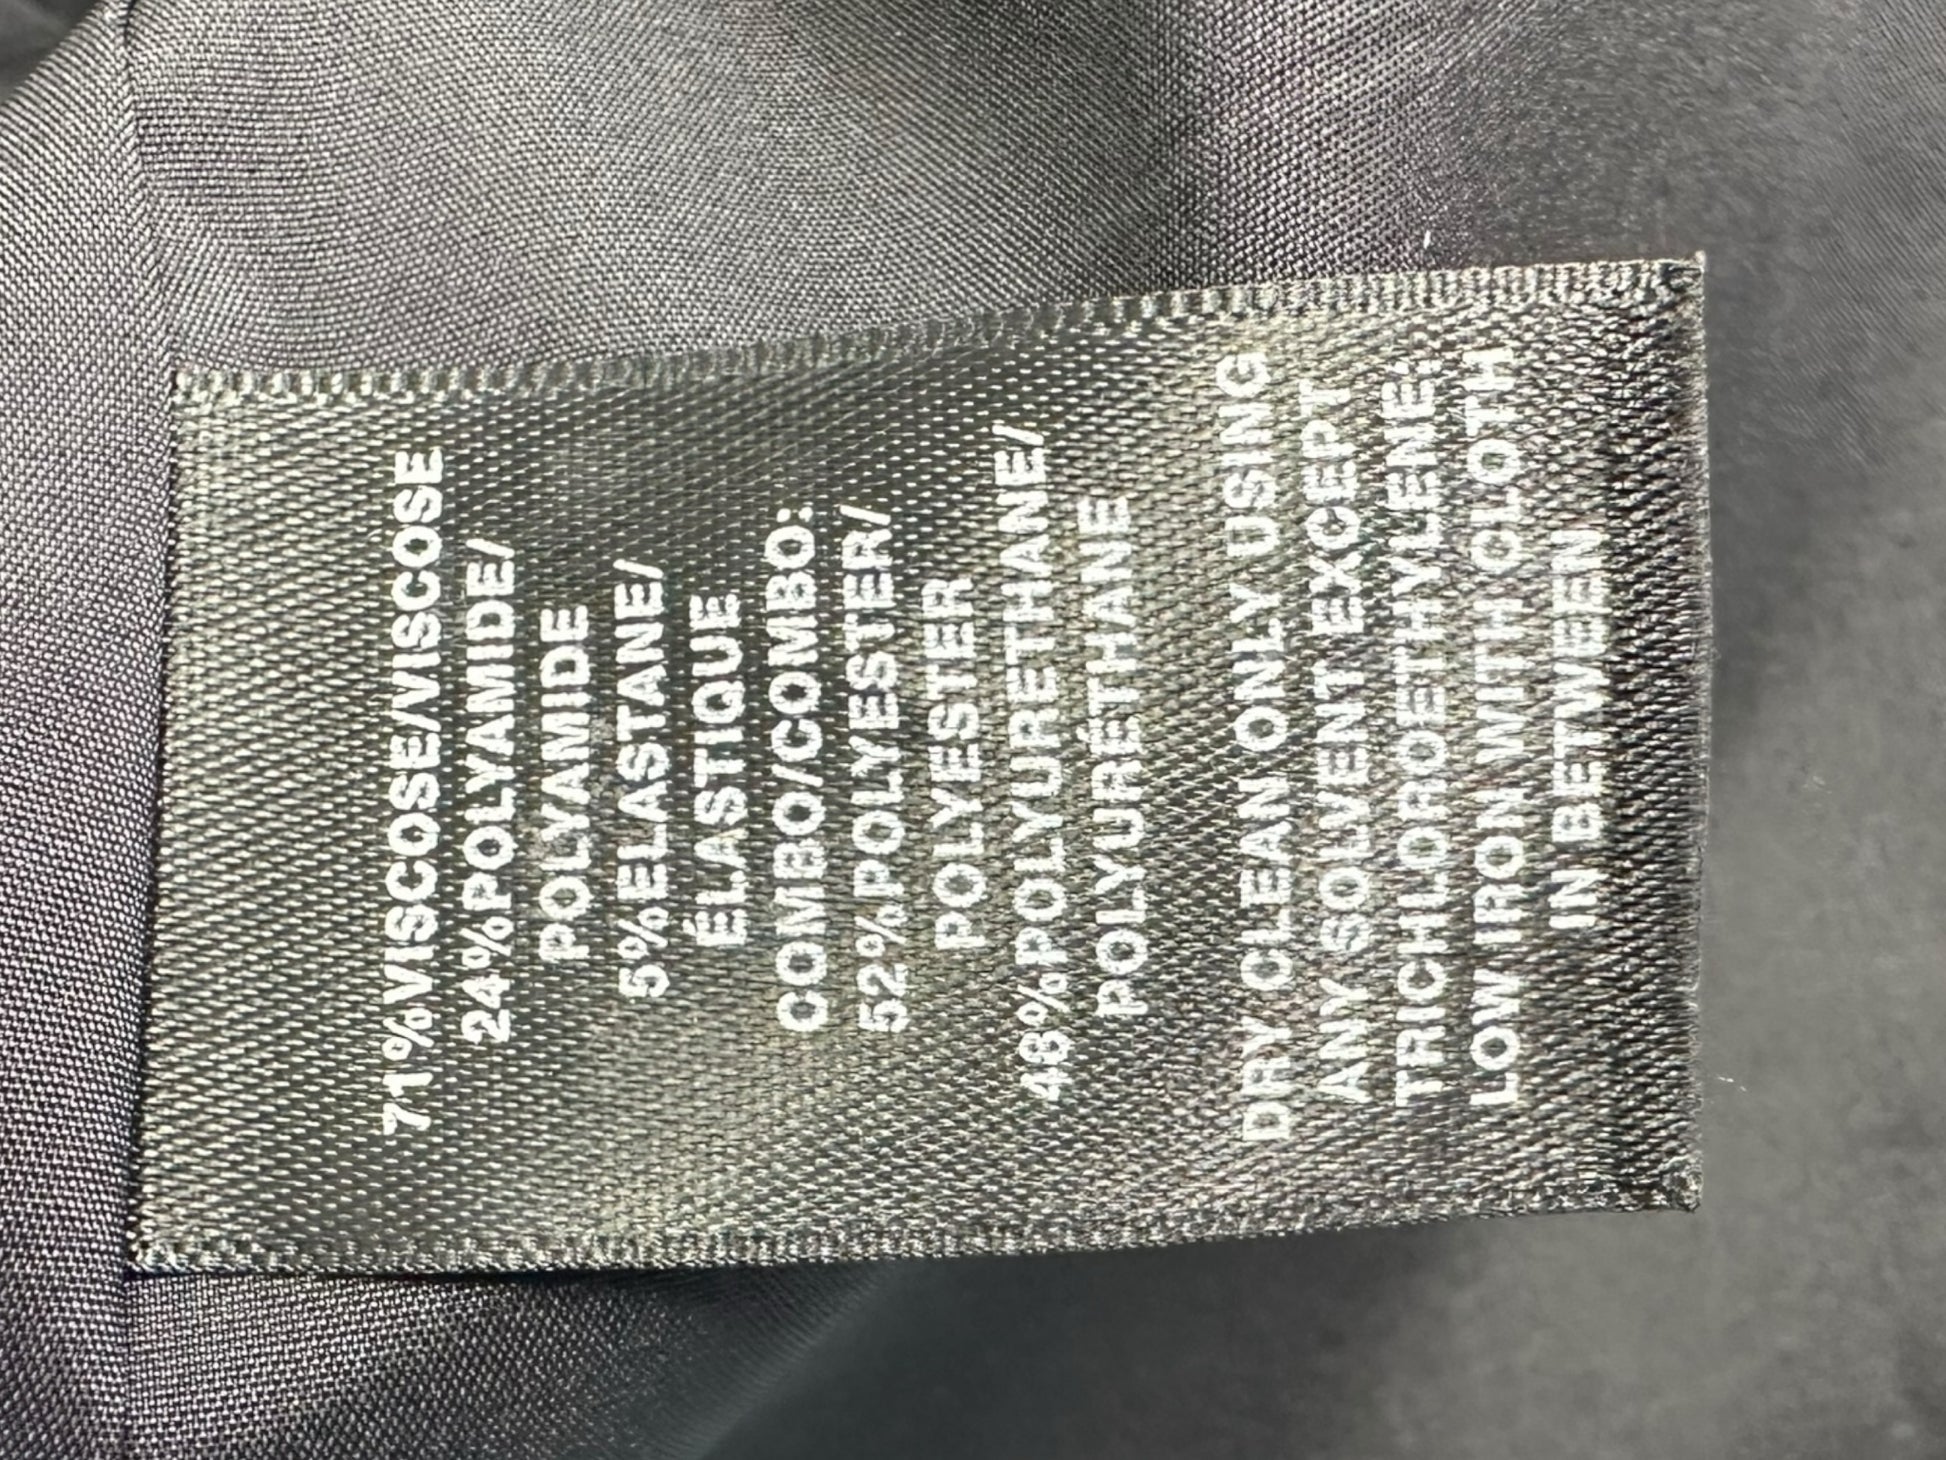 71%VISCOSE/VISCOSE
24%POLYAMIDE/
POLYAMIDE
5%ELASTANE/
ÉLASTIQUE
COMBO/COMBO:
52%POLYESTER/
POLYESTER
48%POLYURETHANE/
POLYURÉTHANE
DRY CLEAN ONLY USING
ANY SOLVENT EXCEPT
TRICHLOROETHYLENE;
LOW IRON WITH CLOTH
IN BETWEEN